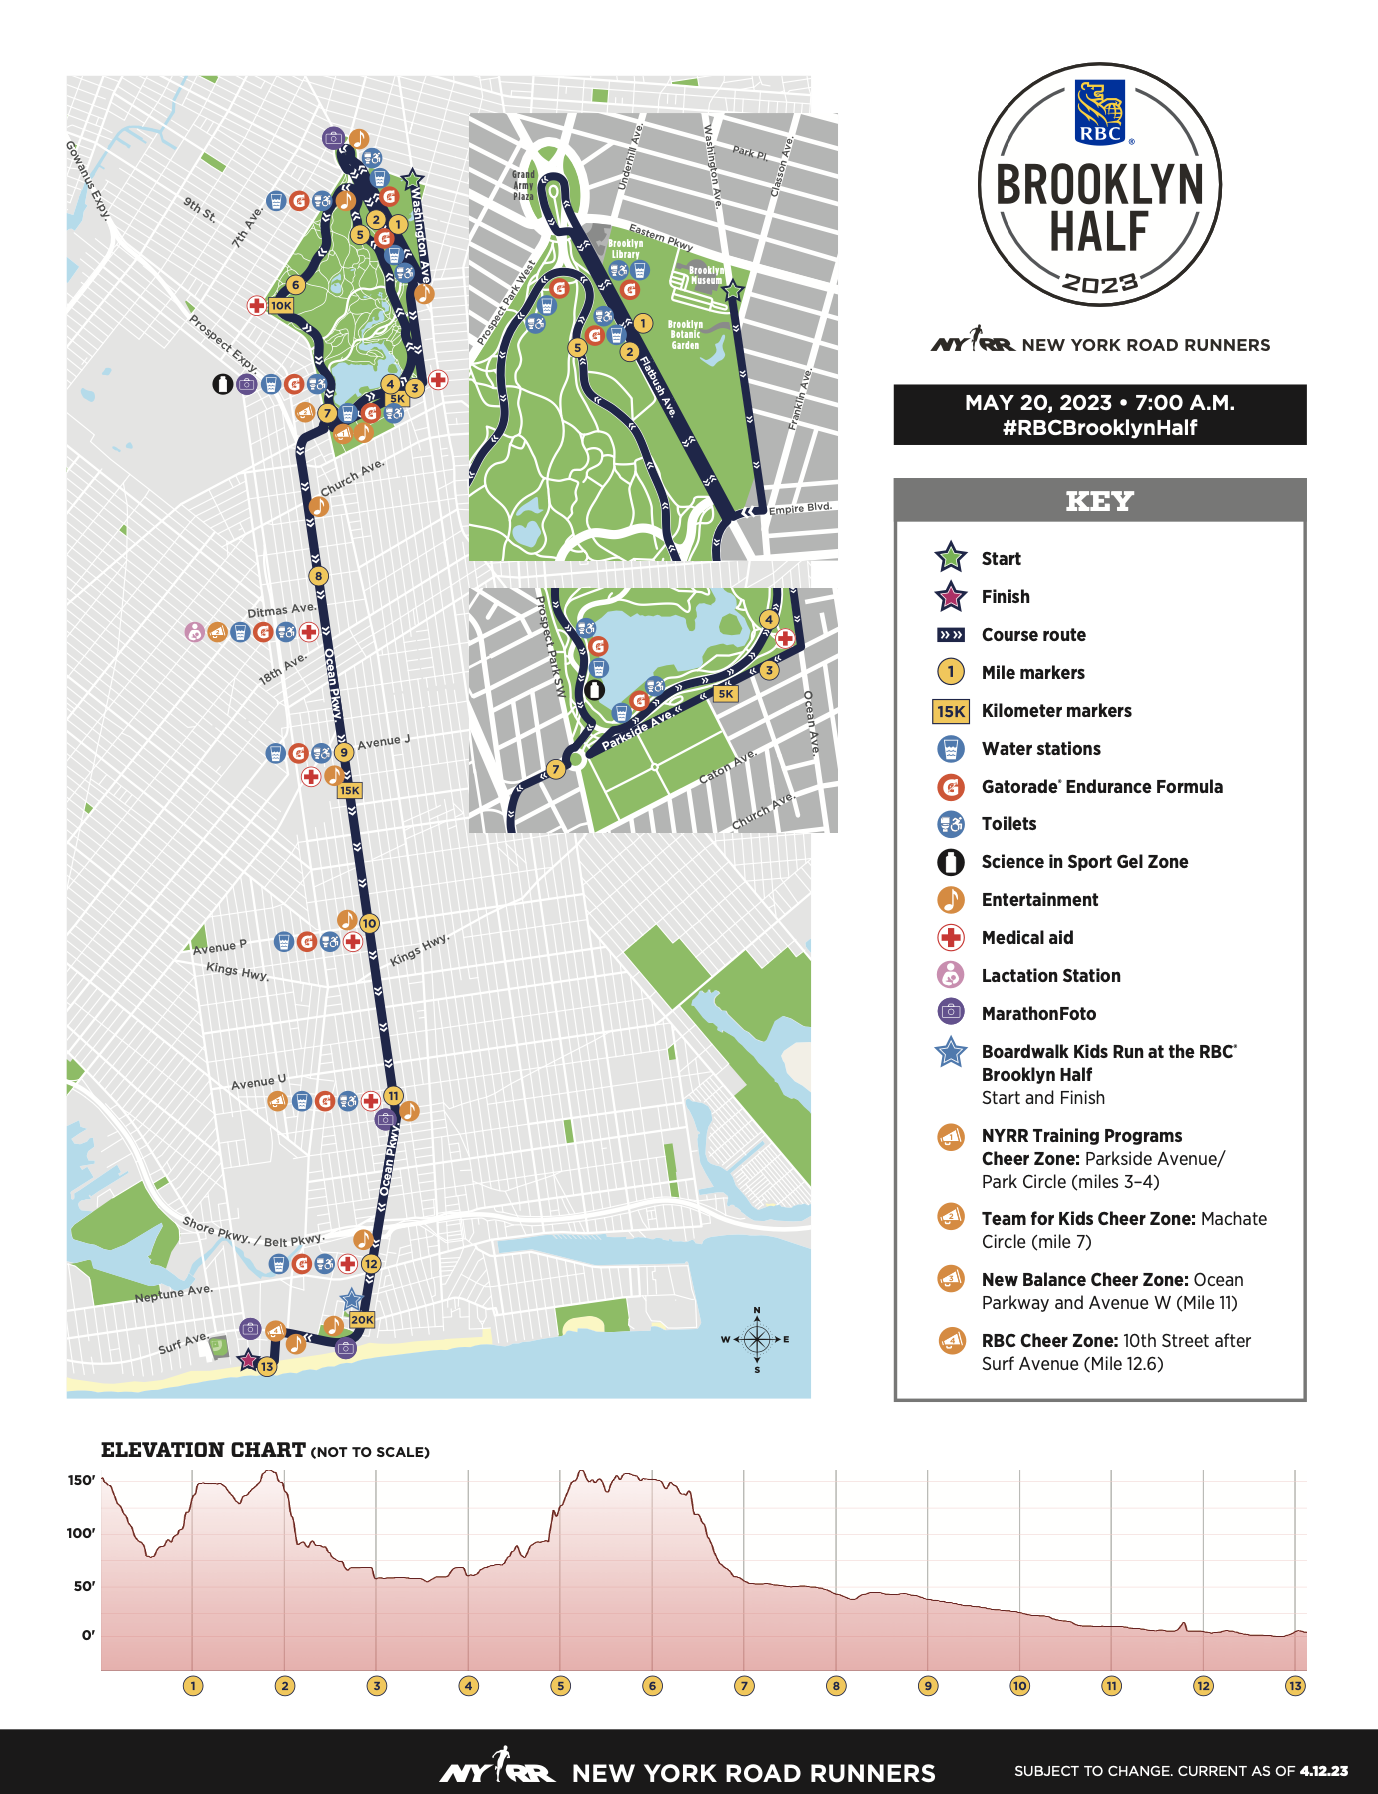 RBC
BROOKLYN
HALF
2023
NYRR NEW YORK ROAD RUNNERS
MAY 20, 2023 • 7:00 A.M.
#RBCBrooklynHalf
KEY
Start
Finish
Course route
1 Mile markers
15K Kilometer markers
Water stations
G Gatorade® Endurance Formula
Toilets
Science in Sport Gel Zone
Entertainment
Medical aid
Lactation Station
MarathonFoto
Boardwalk Kids Run at the RBC®
Brooklyn Half
Start and Finish
1 NYRR Training Programs
Cheer Zone: Parkside Avenue/
Park Circle (miles 3–4)
2 Team for Kids Cheer Zone: Machate
Circle (mile 7)
3 New Balance Cheer Zone: Ocean
Parkway and Avenue W (Mile 11)
4 RBC Cheer Zone: 10th Street after
Surf Avenue (Mile 12.6)
Gowanus Expy.
9th St.
7th Ave.
Washington Ave.
Prospect Expy.
1
2
5
6
10K
4
3
5K
7
Church Ave.
8
Ditmas Ave.
18th Ave.
Ocean Pkwy.
9
Avenue J
15K
10
Avenue P
Kings Hwy.
Kings Hwy.
Avenue U
11
Ocean Pkwy.
Shore Pkwy. / Belt Pkwy.
12
Neptune Ave.
20K
Surf Ave.
13
N
W
E
S
Grand
Army
Plaza
Underhill Ave.
Washington Ave.
Park Pl.
Classon Ave.
Eastern Pkwy
Brooklyn
Library
Brooklyn
Museum
Brooklyn
Botanic
Garden
Prospect Park West
1
2
5
Flatbush Ave.
Franklin Ave.
Empire Blvd.
Prospect Park SW
4
3
5K
Parkside Ave.
Ocean Ave.
7
Caton Ave.
Church Ave.
ELEVATION CHART (NOT TO SCALE)
150'
100'
50'
0'
1 2 3 4 5 6 7 8 9 10 11 12 13
NYRR NEW YORK ROAD RUNNERS
SUBJECT TO CHANGE. CURRENT AS OF 4.12.23